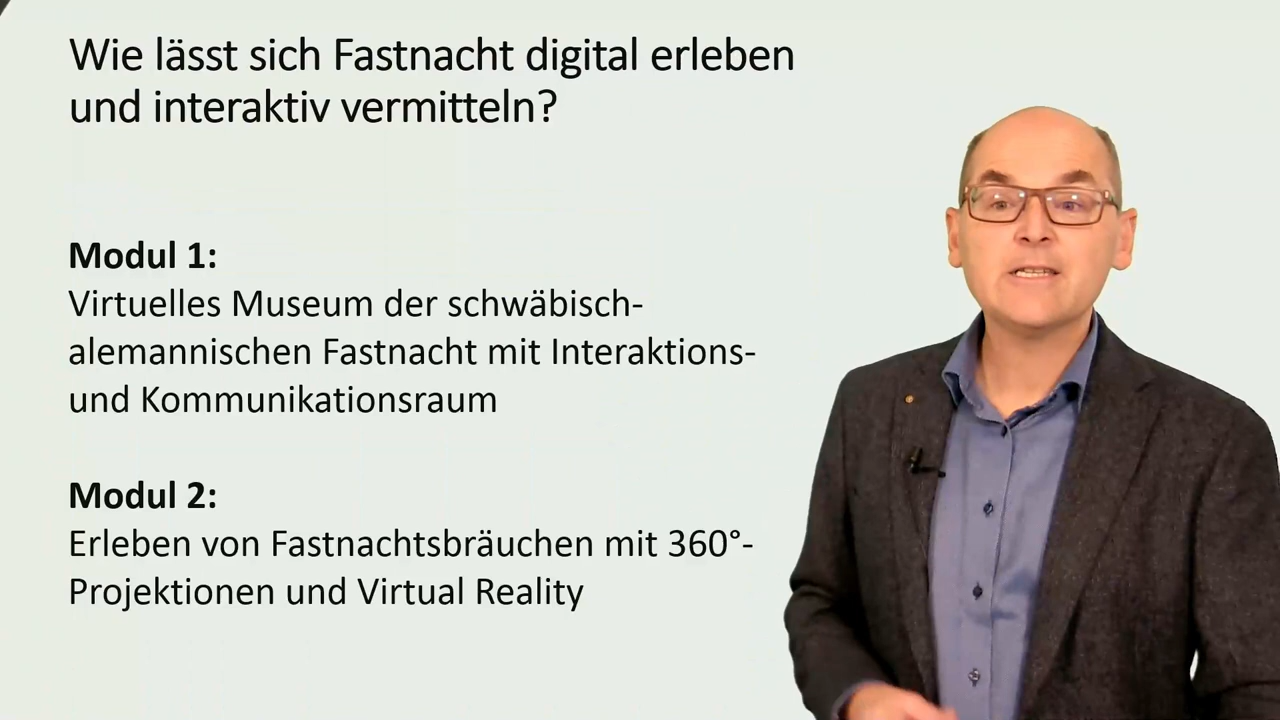 Wie lässt sich Fastnacht digital erleben
und interaktiv vermitteln?
Modul 1:
Virtuelles Museum der schwäbisch-
alemannischen Fastnacht mit Interaktions-
und Kommunikationsraum
Modul 2:
Erleben von Fastnachtsbräuchen mit 360°-
Projektionen und Virtual Reality